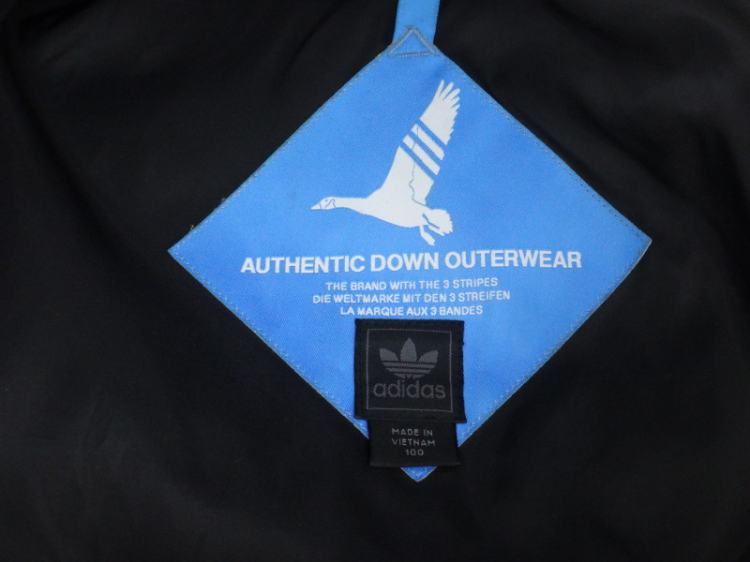 AUTHENTIC DOWN OUTERWEAR
THE BRAND WITH THE 3 STRIPES
DIE WELTMARKE MIT DEN 3 STREIFEN
LA MARQUE AUX 3 BANDES
adidas
MADE IN
VIETNAM
100